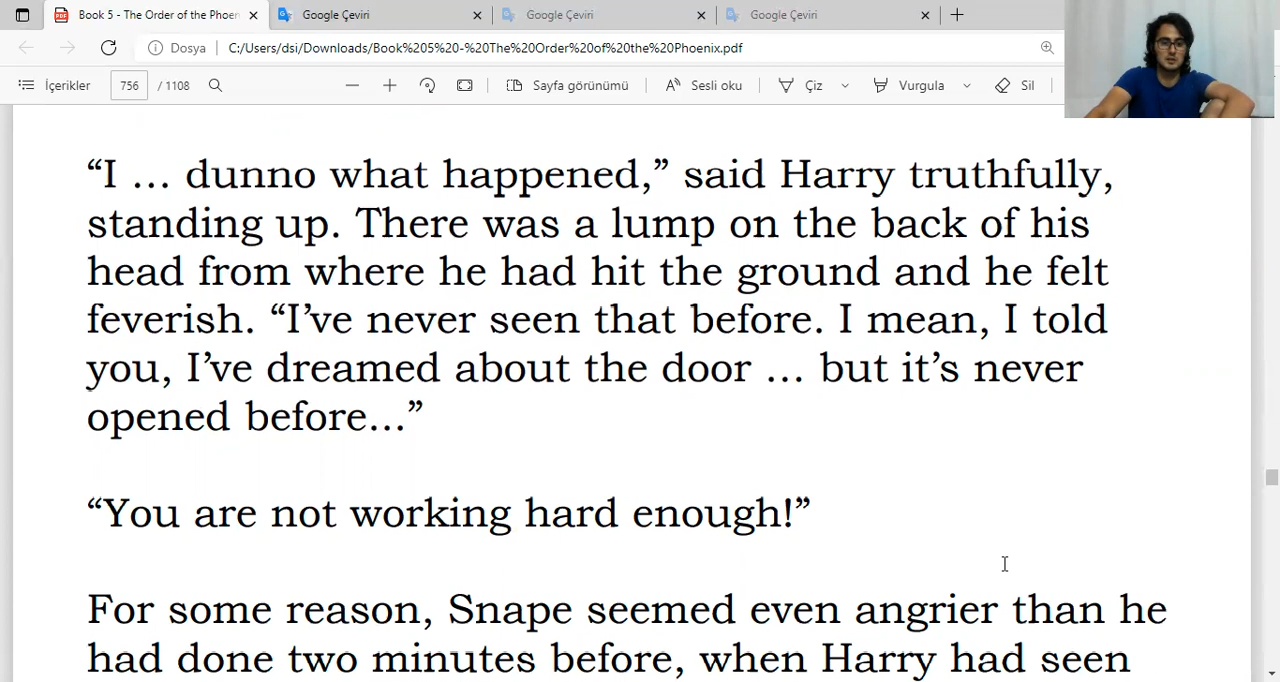 Book 5 - The Order of the Phoer
Google Çeviri
Google Çeviri
Google Çeviri
Dosya
C:/Users/dsi/Downloads/Book%205%20-%20The%20Order%20of%20the%20Phoenix.pdf
İçerikler
756
/ 1108
Sayfa görünümü
Sesli oku
Çiz
Vurgula
Sil
“I … dunno what happened,” said Harry truthfully,
standing up. There was a lump on the back of his
head from where he had hit the ground and he felt
feverish. “I’ve never seen that before. I mean, I told
you, I’ve dreamed about the door … but it’s never
opened before…”
“You are not working hard enough!”
For some reason, Snape seemed even angrier than he
had done two minutes before, when Harry had seen